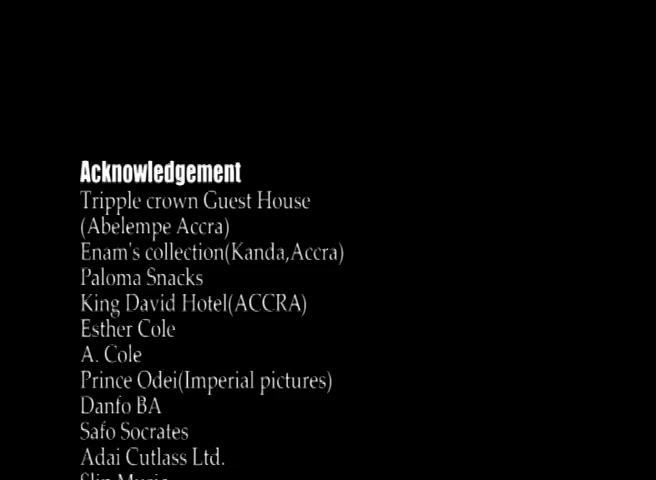 Acknowledgement
Tripple crown Guest House
(Abelempe Accra)
Enam's collection(Kanda,Accra)
Paloma Snacks
King David Hotel(ACCRA)
Esther Cole
A. Cole
Prince Odei(Imperial pictures)
Danfo BA
Safo Socrates
Adai Cutlass Ltd.